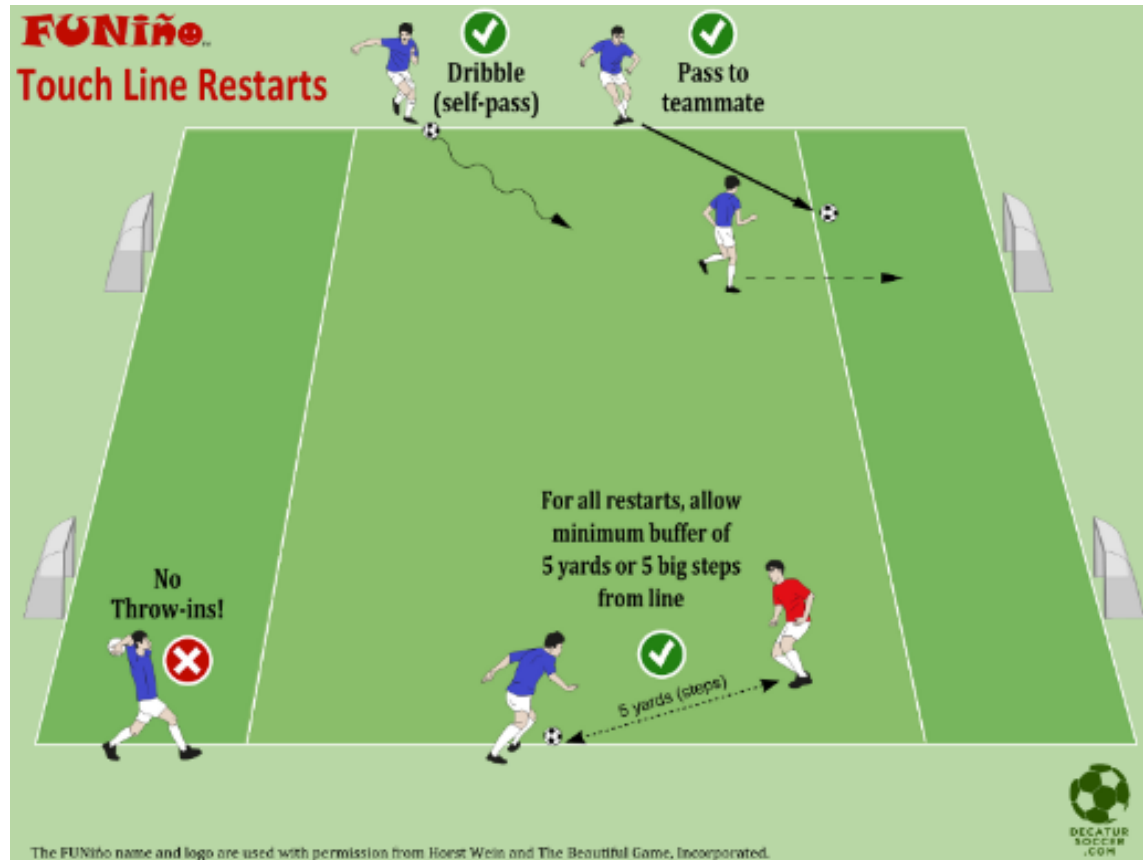 FUNiño™
Touch Line Restarts
Dribble
(self-pass)
Pass to
teammate
For all restarts, allow
minimum buffer of
5 yards or 5 big steps
from line
No
Throw-ins!
5 yards (steps)
DECATUR
SOCCER
.COM
The FUNiño name and logo are used with permission from Horst Wein and The Beautiful Game, Incorporated.